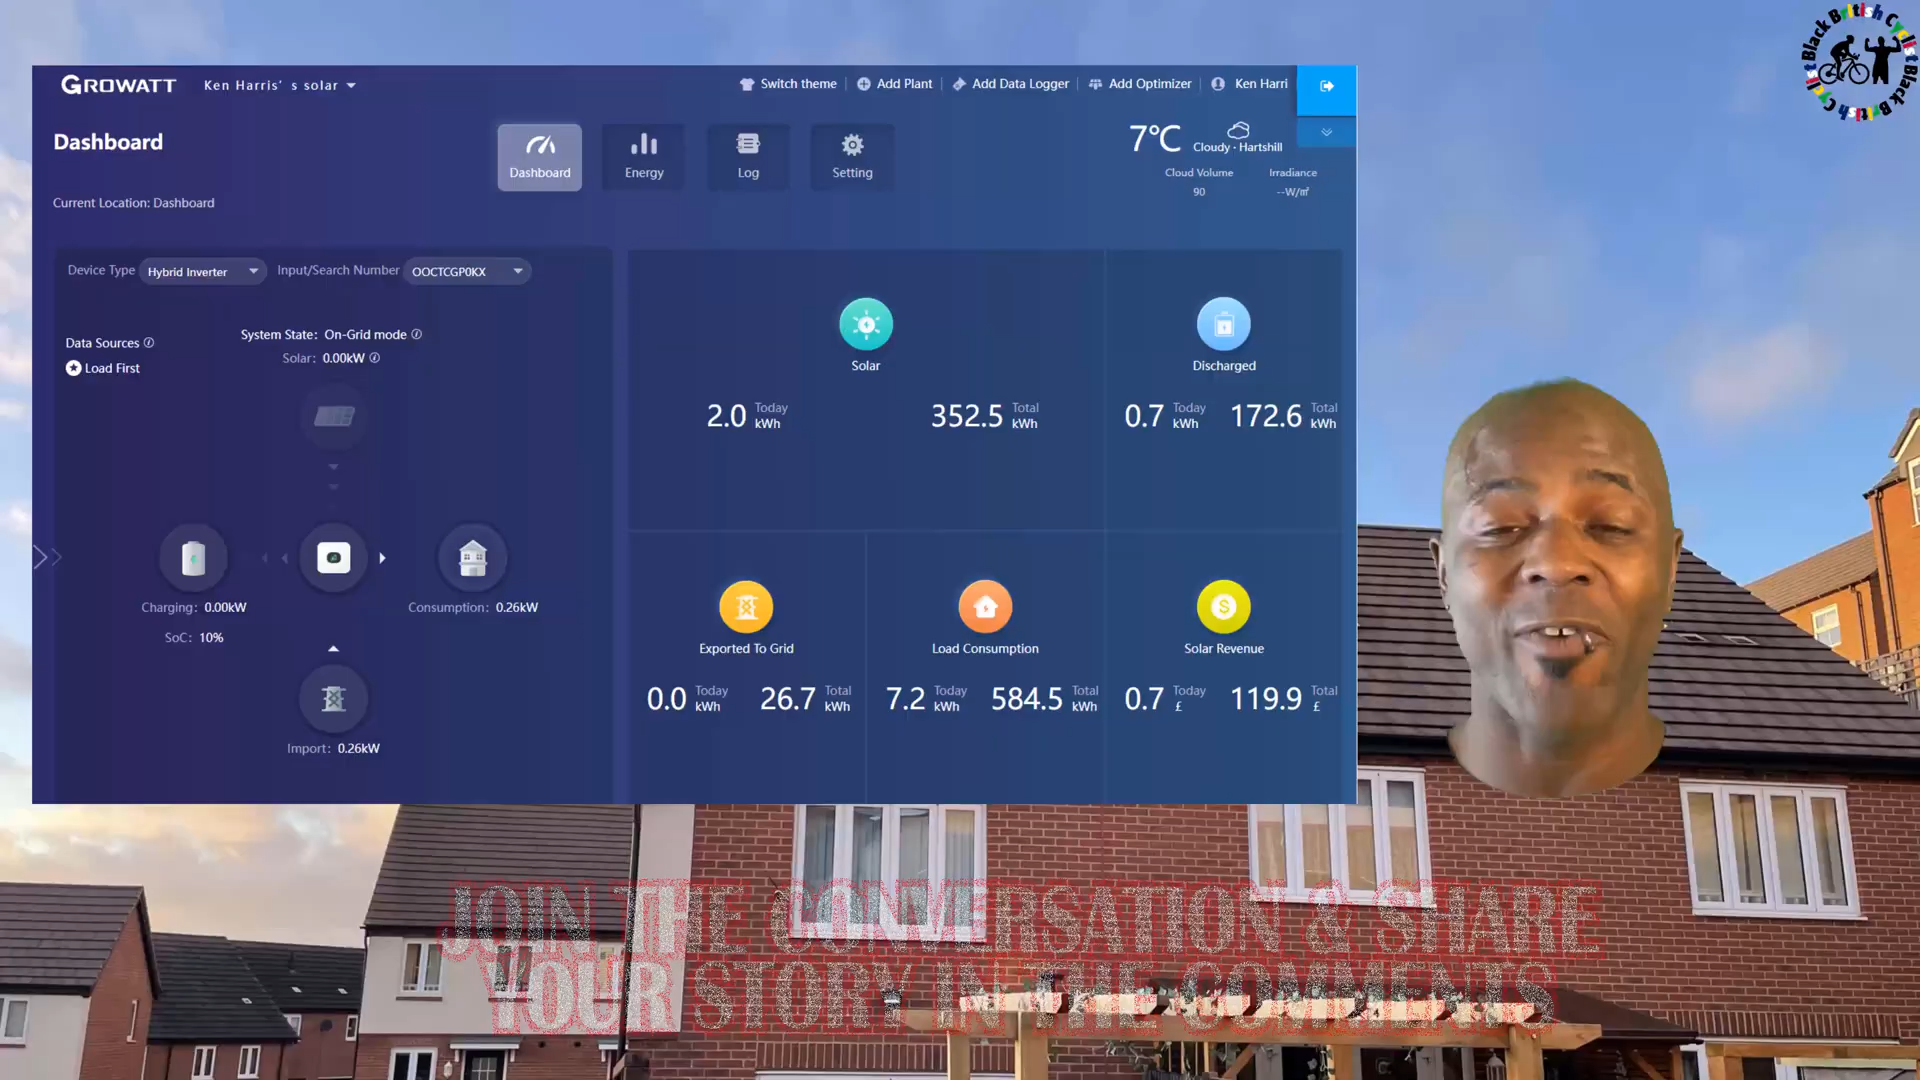 GROWATT
Ken Harris' s solar
Switch theme
Add Plant
Add Data Logger
Add Optimizer
Ken Harri
Dashboard
Dashboard
Energy
Log
Setting
7°C
Cloudy · Hartshill
Cloud Volume
90
Irradiance
--W/㎡
Current Location: Dashboard
Device Type
Hybrid Inverter
Input/Search Number
OOCTCGP0KX
Data Sources
Load First
System State: On-Grid mode
Solar: 0.00kW
Charging: 0.00kW
SoC: 10%
Consumption: 0.26kW
Import: 0.26kW
Solar
2.0 Today kWh
352.5 Total kWh
Discharged
0.7 Today kWh
172.6 Total kWh
Exported To Grid
0.0 Today kWh
26.7 Total kWh
Load Consumption
7.2 Today kWh
584.5 Total kWh
Solar Revenue
0.7 Today £
119.9 Total £
Black British Cyclist Black British Cyclist
JOIN THE CONVERSATION & SHARE
YOUR STORY IN THE COMMENTS